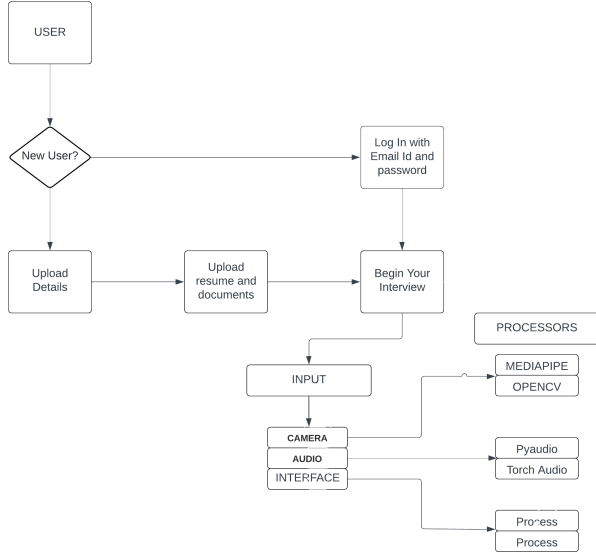 USER
New User?
Log In with
Email Id and
password
Upload
Details
Upload
resume and
documents
Begin Your
Interview
PROCESSORS
INPUT
MEDIAPIPE
OPENCV
CAMERA
AUDIO
INTERFACE
Pyaudio
Torch Audio
Process
Process